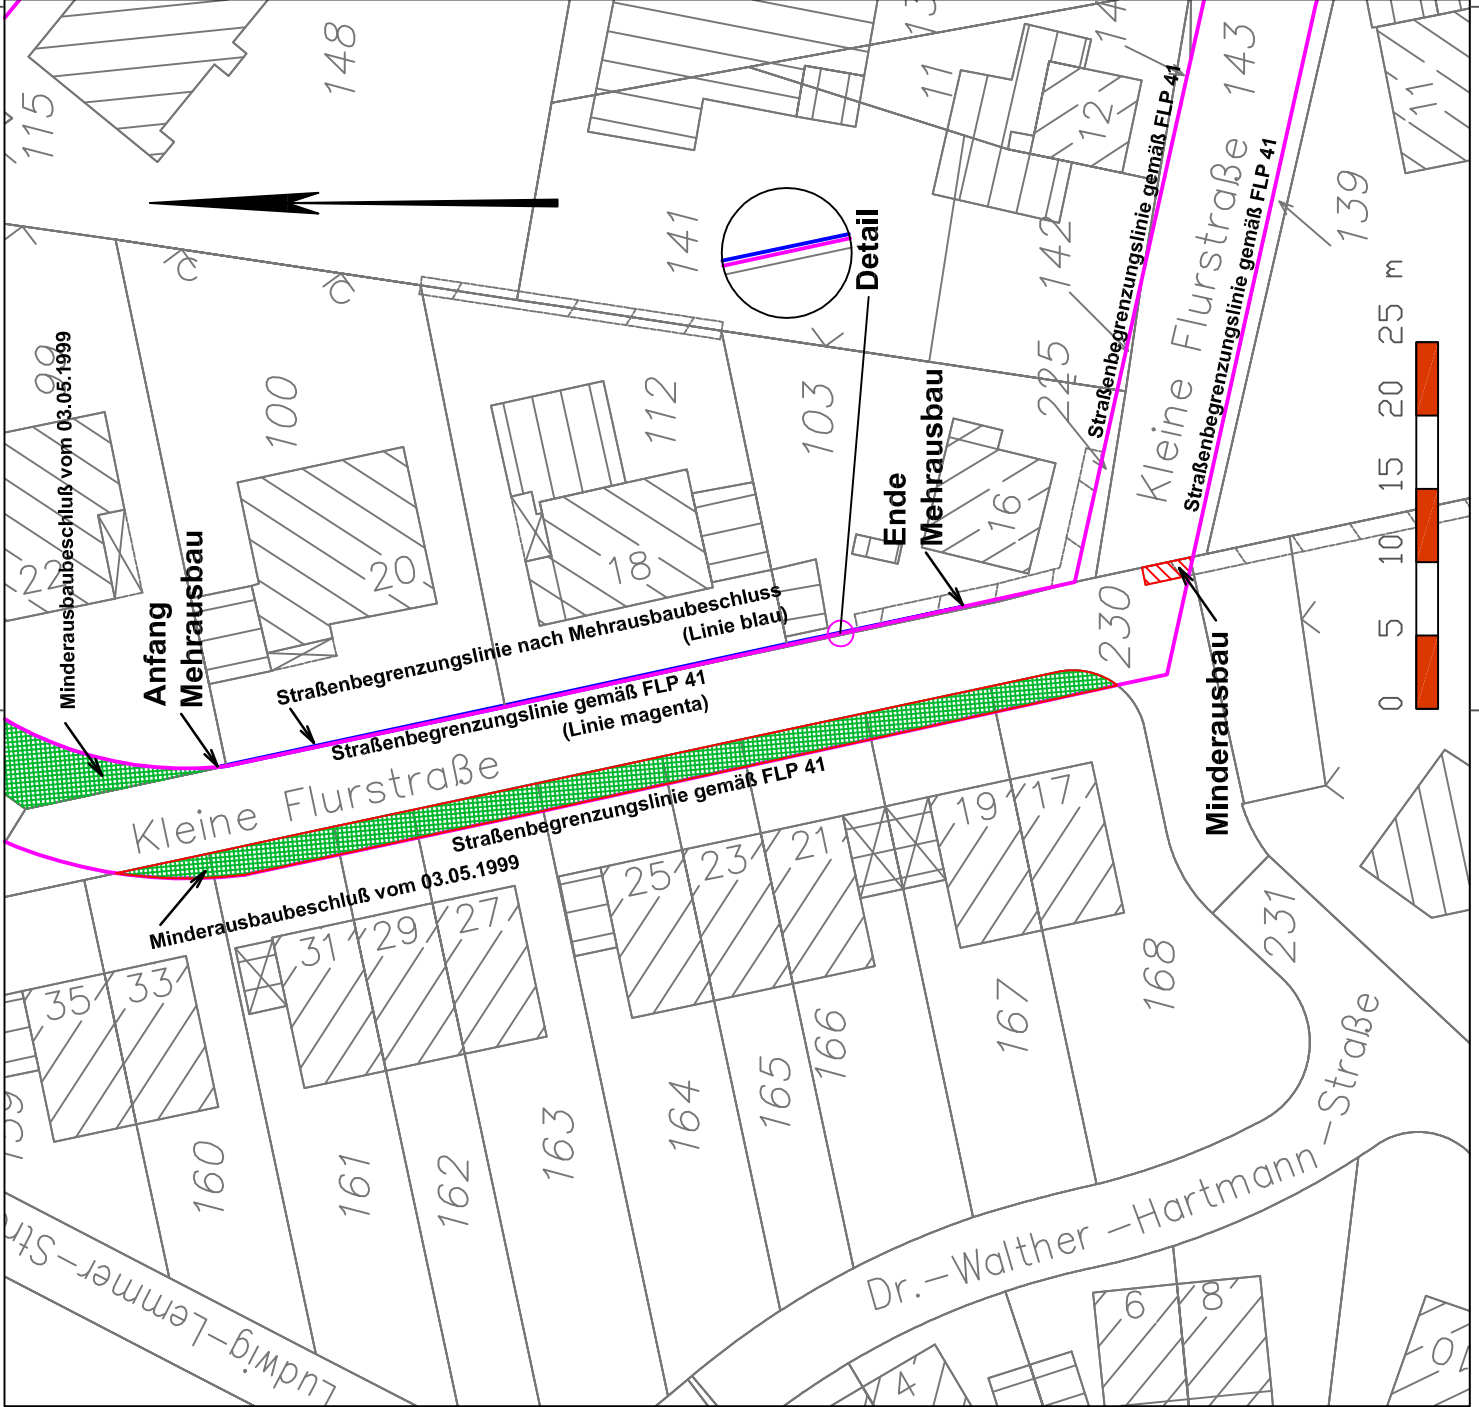 115
148
13
14
143
11
12
11
139
141
142
225
99
100
112
103
Detail
Kleine Flurstraße
Straßenbegrenzungslinie gemäß FLP 41
Straßenbegrenzungslinie gemäß FLP 41
Minderausbaubeschluß vom 03.05.1999
Anfang
Mehrausbau
Ende
Mehrausbau
22
20
18
16
Straßenbegrenzungslinie nach Mehrausbaubeschluss
(Linie blau)
Straßenbegrenzungslinie gemäß FLP 41
(Linie magenta)
Kleine Flurstraße
Straßenbegrenzungslinie gemäß FLP 41
Minderausbaubeschluß vom 03.05.1999
230
Minderausbau
0 5 10 15 20 25 m
35
33
31
29
27
25
23
21
19
17
160
161
162
163
164
165
166
167
168
231
Dr.-Walther-Hartmann-Straße
Ludwig-Lemmer-Str
4
6
8